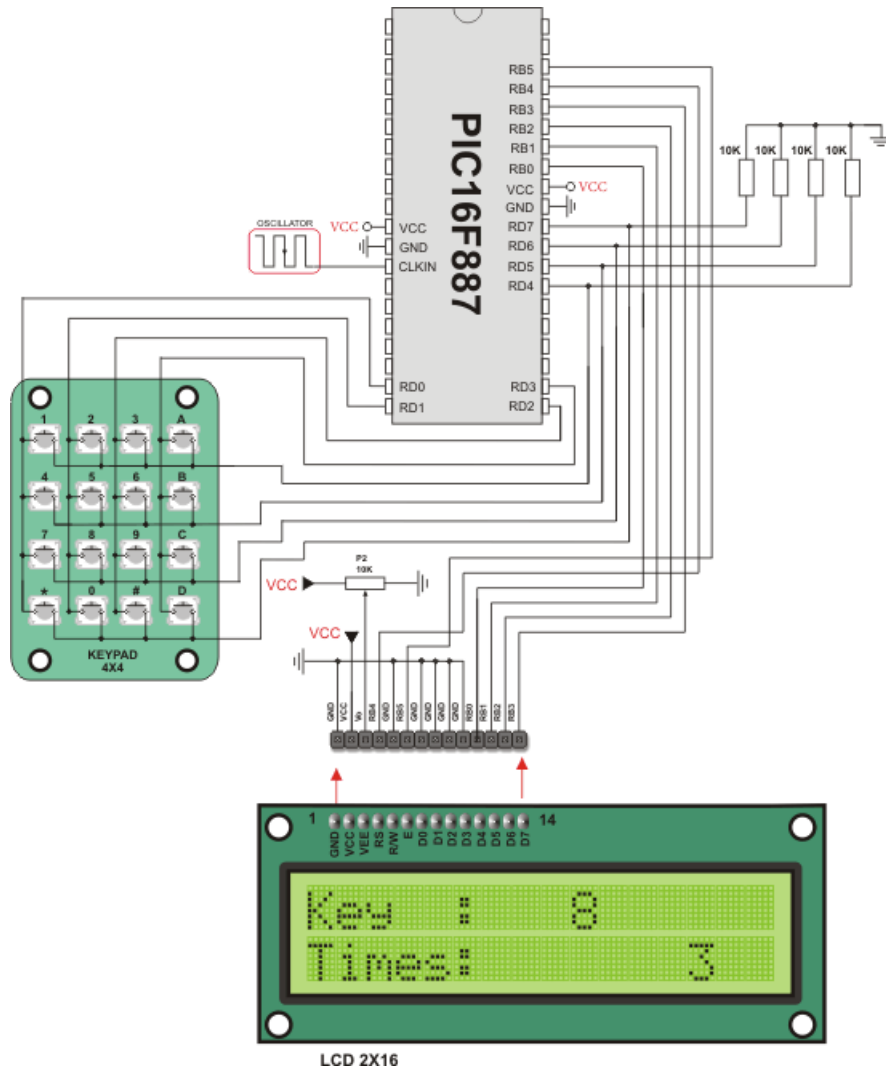 RB5
RB4
RB3
RB2
RB1
RB0
VCC VCC
GND
RD7
RD6
RD5
RD4
10K 10K 10K 10K
PIC16F887
OSCILLATOR
VCC VCC
GND
CLKIN
RD0 RD3
RD1 RD2
1 2 3 A
4 5 6 B
7 8 9 C
* 0 # D
KEYPAD
4X4
P2
10K
VCC
VCC
GND VCC Vo RB4 GND RB5 GND GND GND GND RB0 RB1 RB2 RB3
1 14
GND VCC VEE RS R/W E D0 D1 D2 D3 D4 D5 D6 D7
Key : 8
Times: 3
LCD 2X16